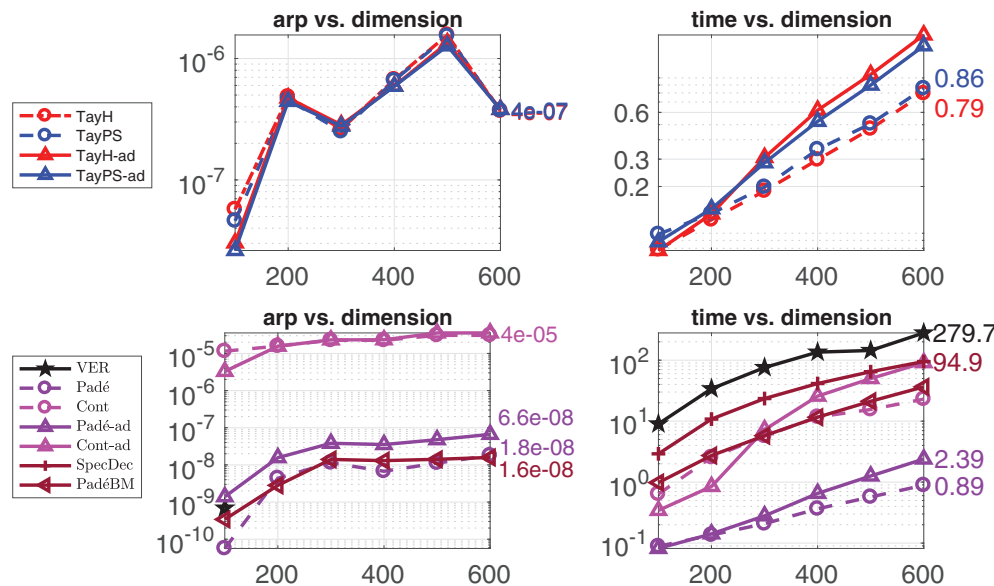 arp vs. dimension
time vs. dimension
TayH
TayPS
TayH-ad
TayPS-ad
10^-6
10^-7
200
400
600
4e-07
0.6
0.3
0.2
200
400
600
0.86
0.79
arp vs. dimension
time vs. dimension
VER
Padé
Cont
Padé-ad
Cont-ad
SpecDec
PadéBM
10^-5
10^-6
10^-7
10^-8
10^-9
10^-10
200
400
600
4e-05
6.6e-08
1.8e-08
1.6e-08
10^2
10^1
10^0
10^-1
200
400
600
279.7
94.9
2.39
0.89